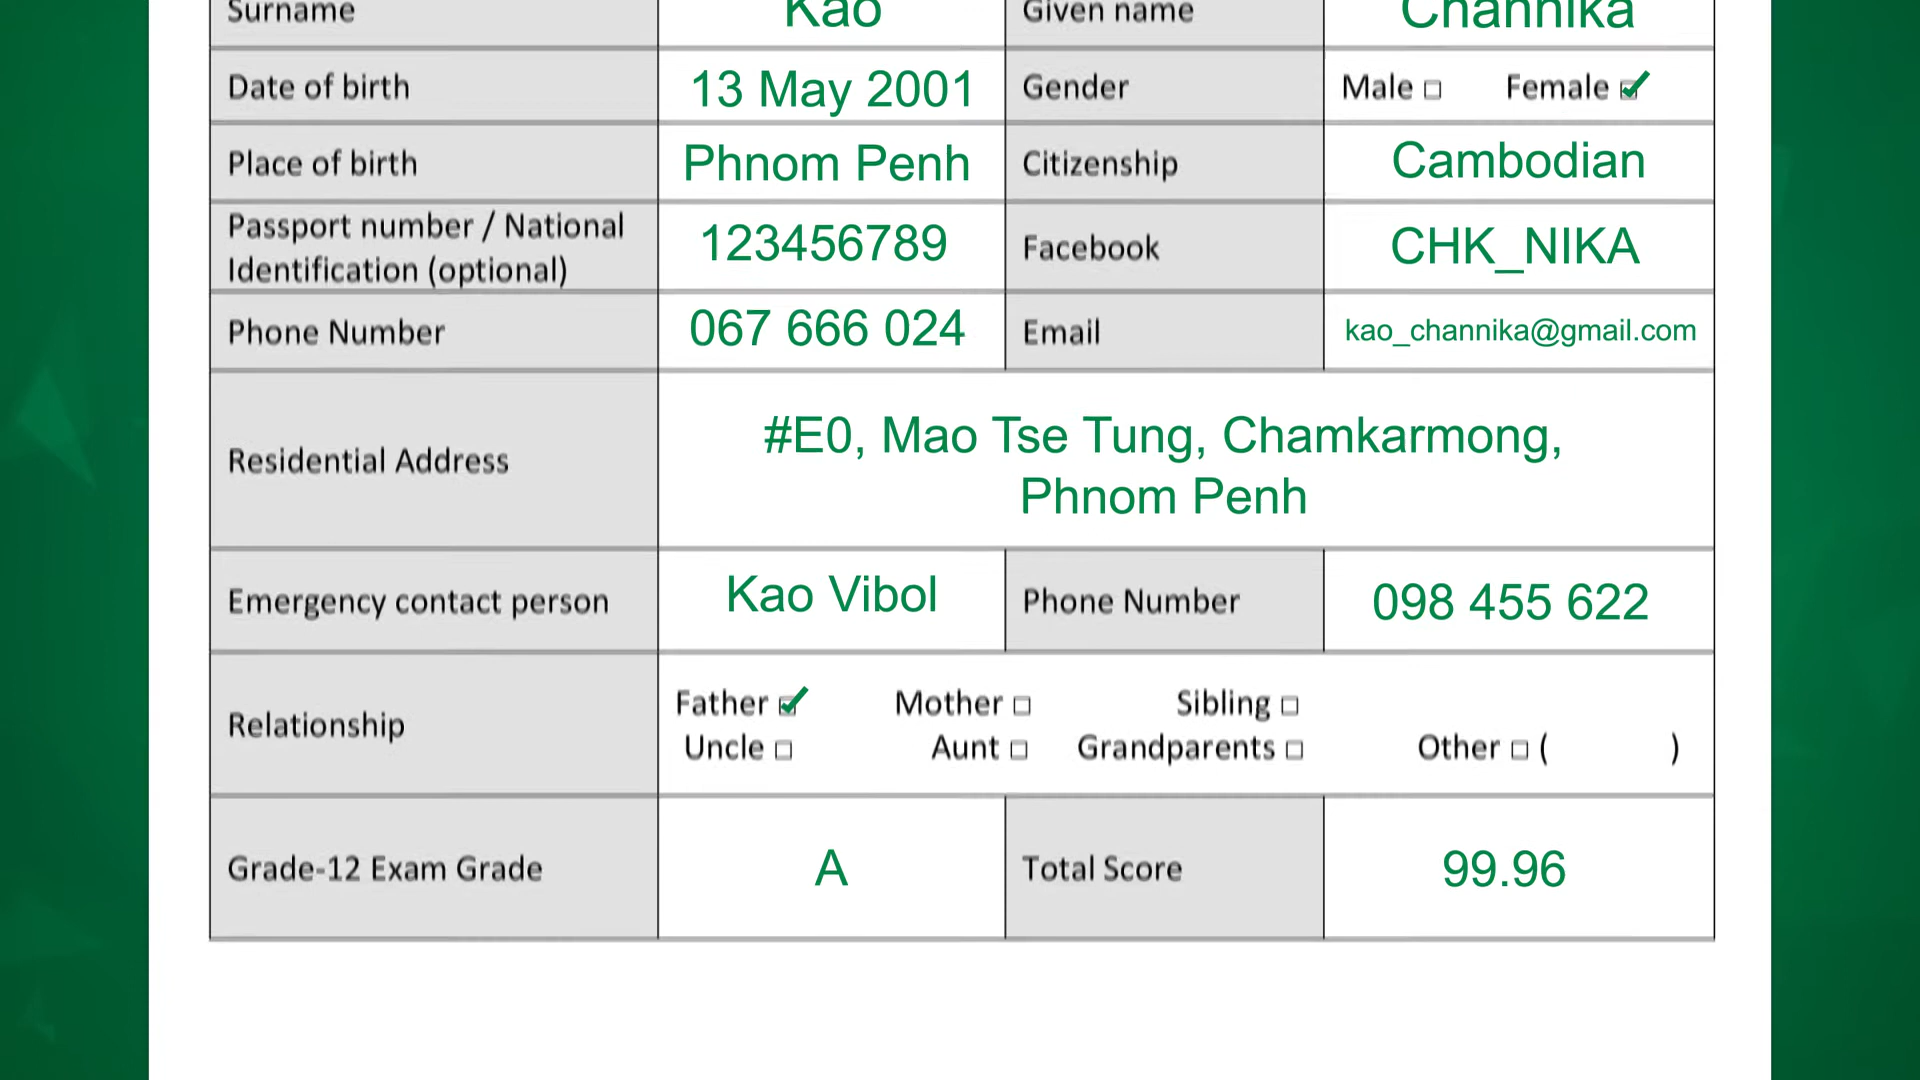 Surname Kao Given name Channika
Date of birth 13 May 2001 Gender Male □ Female ☑
Place of birth Phnom Penh Citizenship Cambodian
Passport number / National
Identification (optional) 123456789 Facebook CHK_NIKA
Phone Number 067 666 024 Email kao_channika@gmail.com
Residential Address #E0, Mao Tse Tung, Chamkarmong,
Phnom Penh
Emergency contact person Kao Vibol Phone Number 098 455 622
Relationship
Father ☑ Mother □ Sibling □
Uncle □ Aunt □ Grandparents □ Other □ ( )
Grade-12 Exam Grade A Total Score 99.96